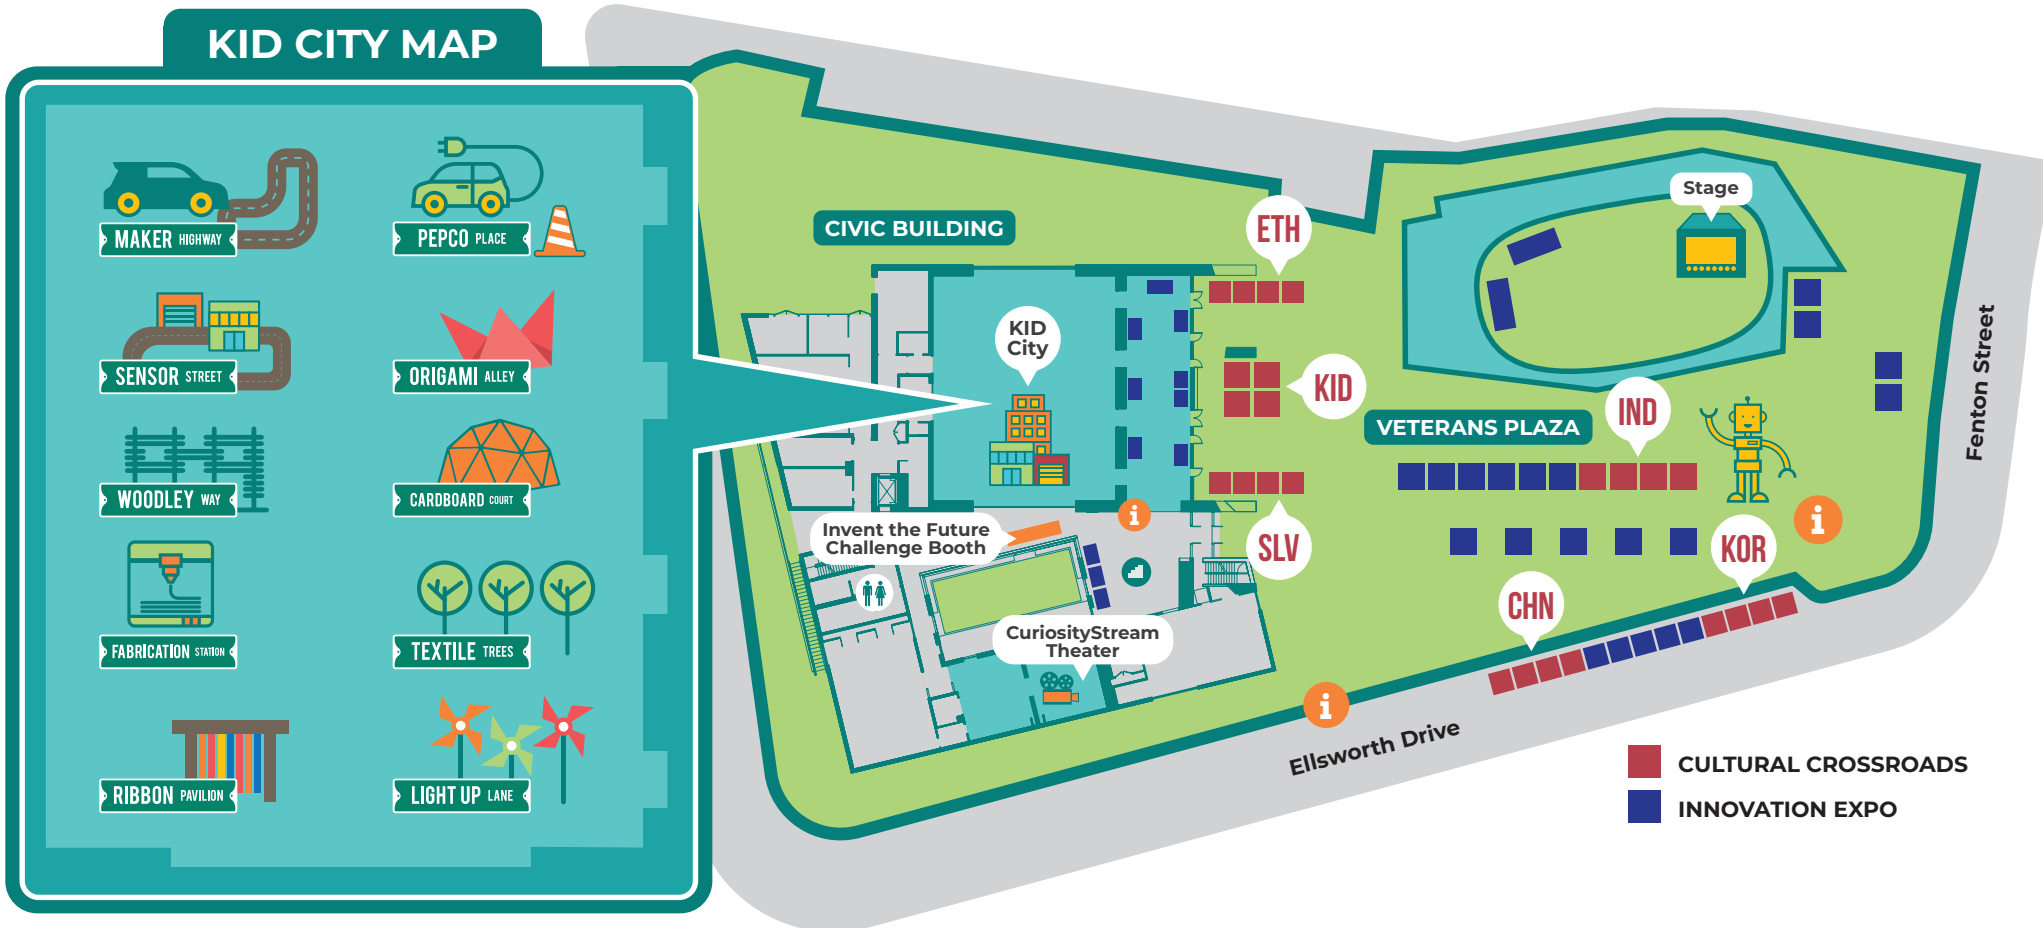 KID CITY MAP
MAKER HIGHWAY
PEPCO PLACE
SENSOR STREET
ORIGAMI ALLEY
WOODLEY WAY
CARDBOARD COURT
FABRICATION STATION
TEXTILE TREES
RIBBON PAVILION
LIGHT UP LANE
CIVIC BUILDING
ETH
Stage
KID
City
KID
VETERANS PLAZA
IND
Fenton Street
Invent the Future
Challenge Booth
i
SLV
i
KOR
CHN
CuriosityStream
Theater
i
Ellsworth Drive
CULTURAL CROSSROADS
INNOVATION EXPO